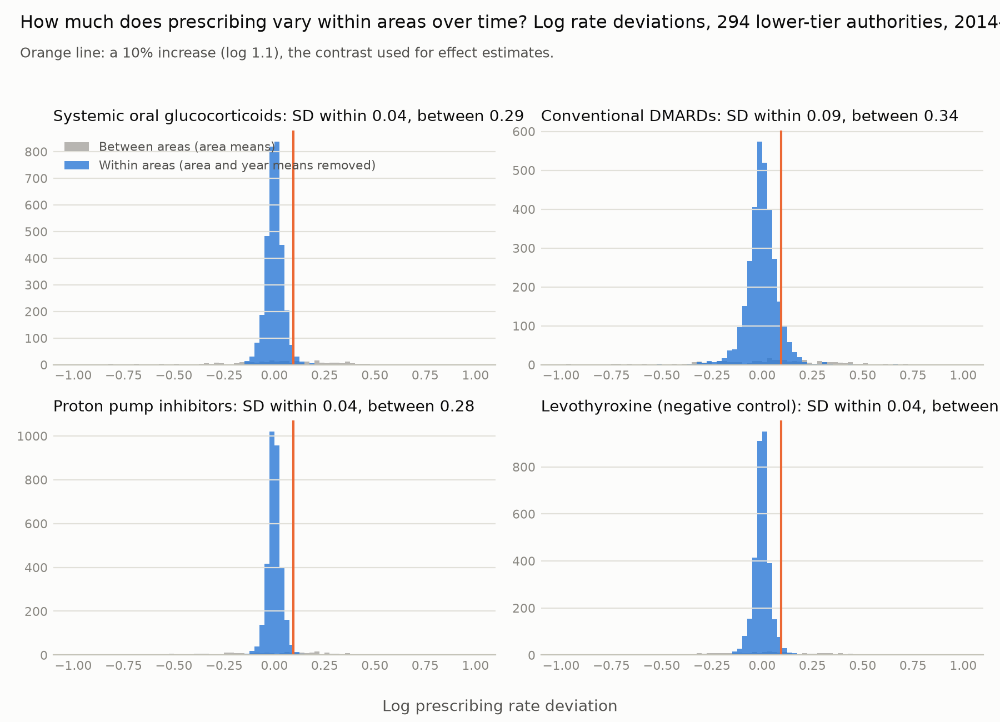 How much does prescribing vary within areas over time? Log rate deviations, 294 lower-tier authorities, 2014-
Orange line: a 10% increase (log 1.1), the contrast used for effect estimates.
Systemic oral glucocorticoids: SD within 0.04, between 0.29
Between areas (area means)
Within areas (area and year means removed)
800
700
600
500
400
300
200
100
0
−1.00 −0.75 −0.50 −0.25 0.00 0.25 0.50 0.75 1.00
Conventional DMARDs: SD within 0.09, between 0.34
600
500
400
300
200
100
0
−1.00 −0.75 −0.50 −0.25 0.00 0.25 0.50 0.75 1.00
Proton pump inhibitors: SD within 0.04, between 0.28
1000
800
600
400
200
0
−1.00 −0.75 −0.50 −0.25 0.00 0.25 0.50 0.75 1.00
Levothyroxine (negative control): SD within 0.04, between
800
600
400
200
0
−1.00 −0.75 −0.50 −0.25 0.00 0.25 0.50 0.75 1.00
Log prescribing rate deviation